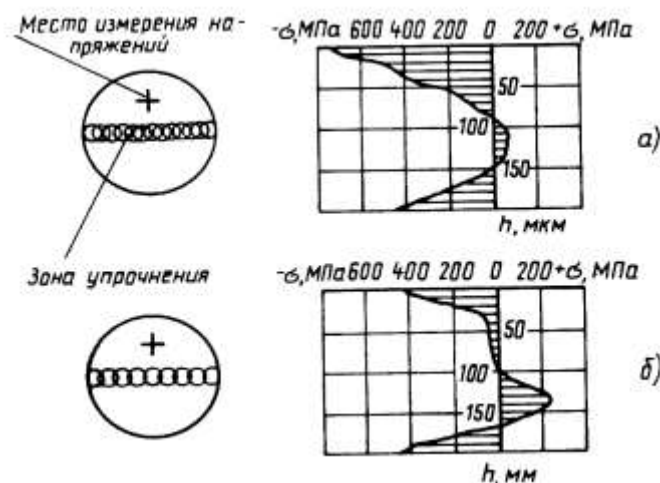 Место измерения на-
пряжений
-σ, МПа 600 400 200 0 200 +σ, МПа
50
100
150
а)
h, мкм
Зона упрочнения
-σ, МПа 600 400 200 0 200 +σ, МПа
50
100
150
б)
h, мм